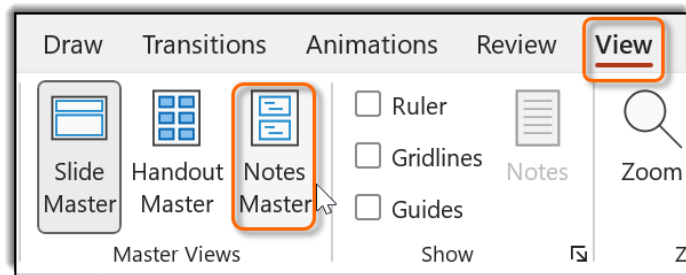 Draw Transitions Animations Review View
Slide Master
Handout Master
Notes Master
Master Views
Ruler
Gridlines
Guides
Notes
Show
Zoom
Z